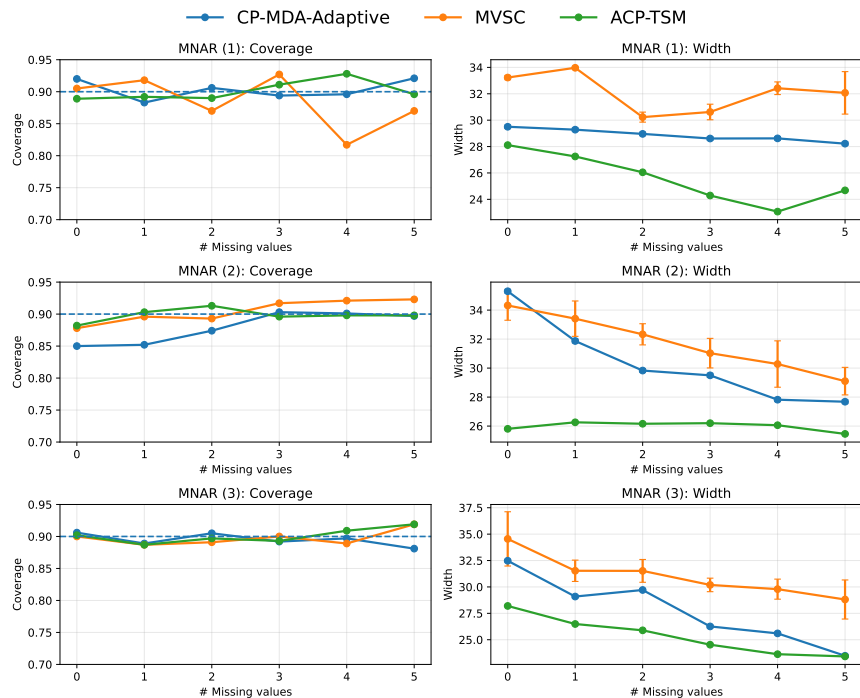 CP-MDA-Adaptive MVSC ACP-TSM
MNAR (1): Coverage
0.95
0.90
0.85
0.80
0.75
0.70
Coverage
0 1 2 3 4 5
# Missing values
MNAR (1): Width
34
32
30
28
26
24
Width
0 1 2 3 4 5
# Missing values
MNAR (2): Coverage
0.95
0.90
0.85
0.80
0.75
0.70
Coverage
0 1 2 3 4 5
# Missing values
MNAR (2): Width
34
32
30
28
26
Width
0 1 2 3 4 5
# Missing values
MNAR (3): Coverage
0.95
0.90
0.85
0.80
0.75
0.70
Coverage
0 1 2 3 4 5
# Missing values
MNAR (3): Width
37.5
35.0
32.5
30.0
27.5
25.0
Width
0 1 2 3 4 5
# Missing values